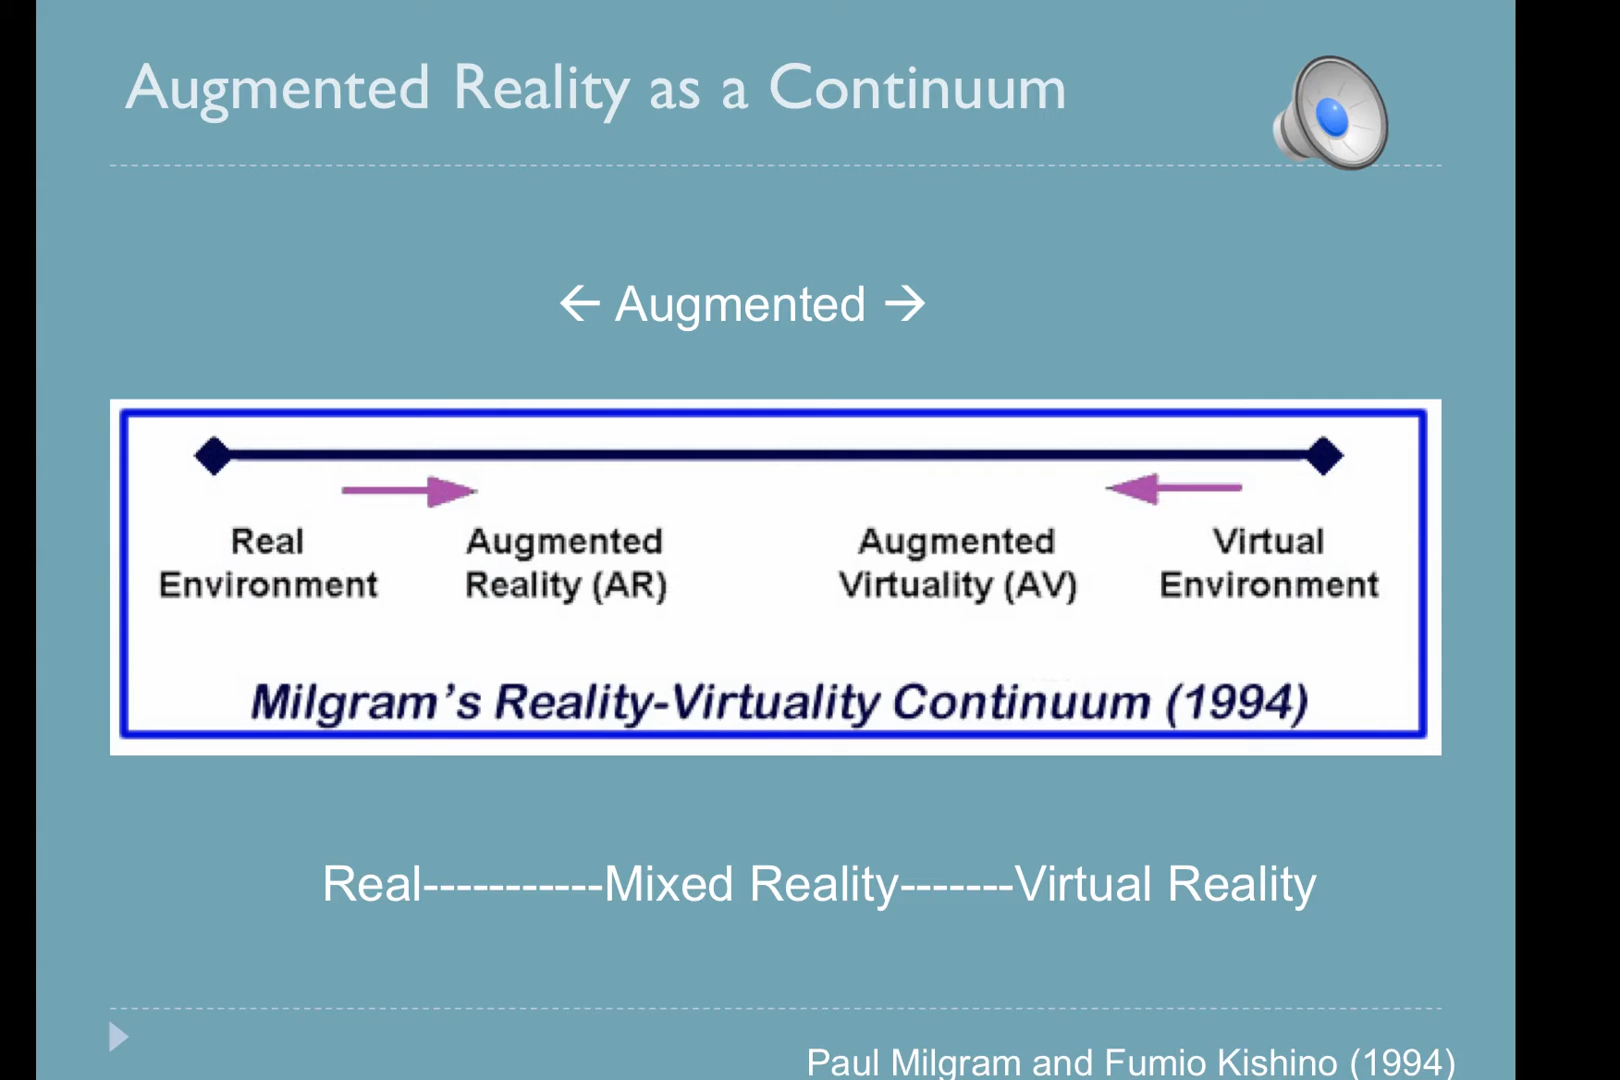 Augmented Reality as a Continuum
← Augmented →
Real Environment
Augmented Reality (AR)
Augmented Virtuality (AV)
Virtual Environment
Milgram's Reality-Virtuality Continuum (1994)
Real-----------Mixed Reality-------Virtual Reality
Paul Milgram and Fumio Kishino (1994)